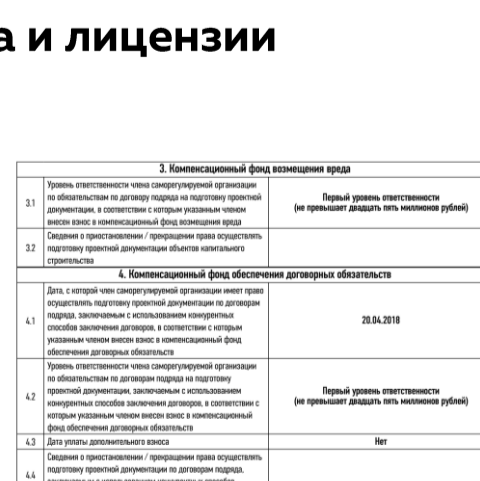 а и лицензии
3. Компенсационный фонд возмещения вреда
3.1
Уровень ответственности члена саморегулируемой организации
по обязательствам по договору подряда на подготовку проектной
документации, в соответствии с которым указанным членом
внесен взнос в компенсационный фонд возмещения вреда
Первый уровень ответственности
(не превышает двадцать пять миллионов рублей)
3.2
Сведения о приостановлении / прекращении права осуществлять
подготовку проектной документации объектов капитального
строительства
4. Компенсационный фонд обеспечения договорных обязательств
4.1
Дата, с которой член саморегулируемой организации имеет право
осуществлять подготовку проектной документации по договорам
подряда, заключаемым с использованием конкурентных
способов заключения договоров, в соответствии с которым
указанным членом внесен взнос в компенсационный фонд
обеспечения договорных обязательств
20.04.2018
4.2
Уровень ответственности члена саморегулируемой организации
по обязательствам по договорам подряда на подготовку
проектной документации, заключаемым с использованием
конкурентных способов заключения договоров, в соответствии с
которым указанным членом внесен взнос в компенсационный
фонд обеспечения договорных обязательств
Первый уровень ответственности
(не превышает двадцать пять миллионов рублей)
4.3
Дата уплаты дополнительного взноса
Нет
4.4
Сведения о приостановлении / прекращении права осуществлять
подготовку проектной документации по договорам подряда,